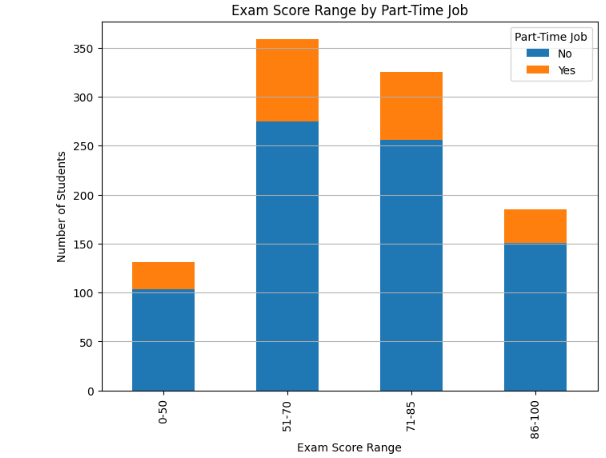 Exam Score Range by Part-Time Job
Part-Time Job
No
Yes
350
300
250
200
150
100
50
0
Number of Students
0-50
51-70
71-85
86-100
Exam Score Range